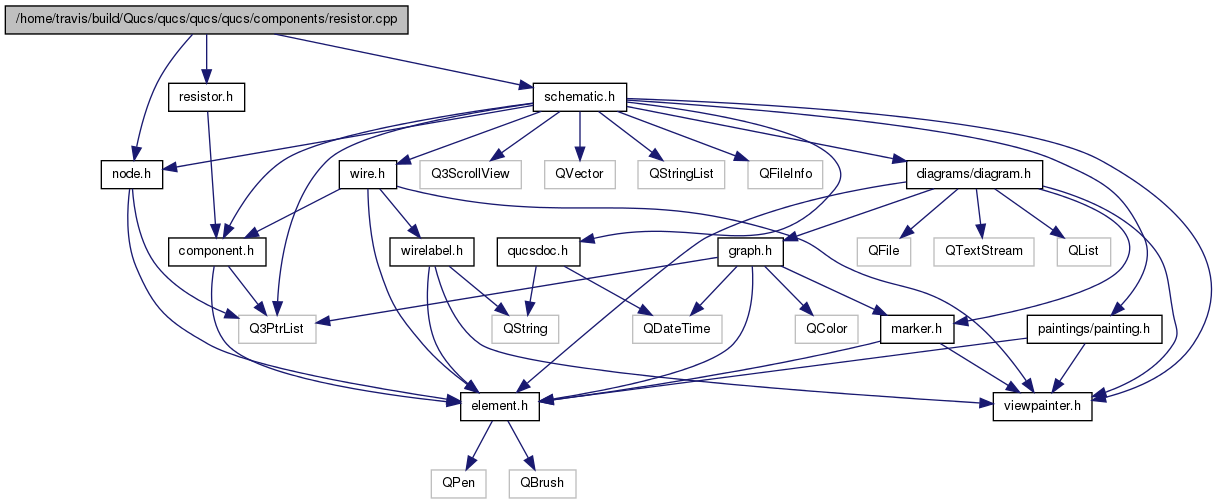 /home/travis/build/Qucs/qucs/qucs/qucs/components/resistor.cpp
resistor.h
schematic.h
node.h
wire.h
Q3ScrollView
QVector
QStringList
QFileInfo
diagrams/diagram.h
component.h
wirelabel.h
qucsdoc.h
graph.h
QFile
QTextStream
QList
Q3PtrList
QString
QDateTime
QColor
marker.h
paintings/painting.h
element.h
viewpainter.h
QPen
QBrush